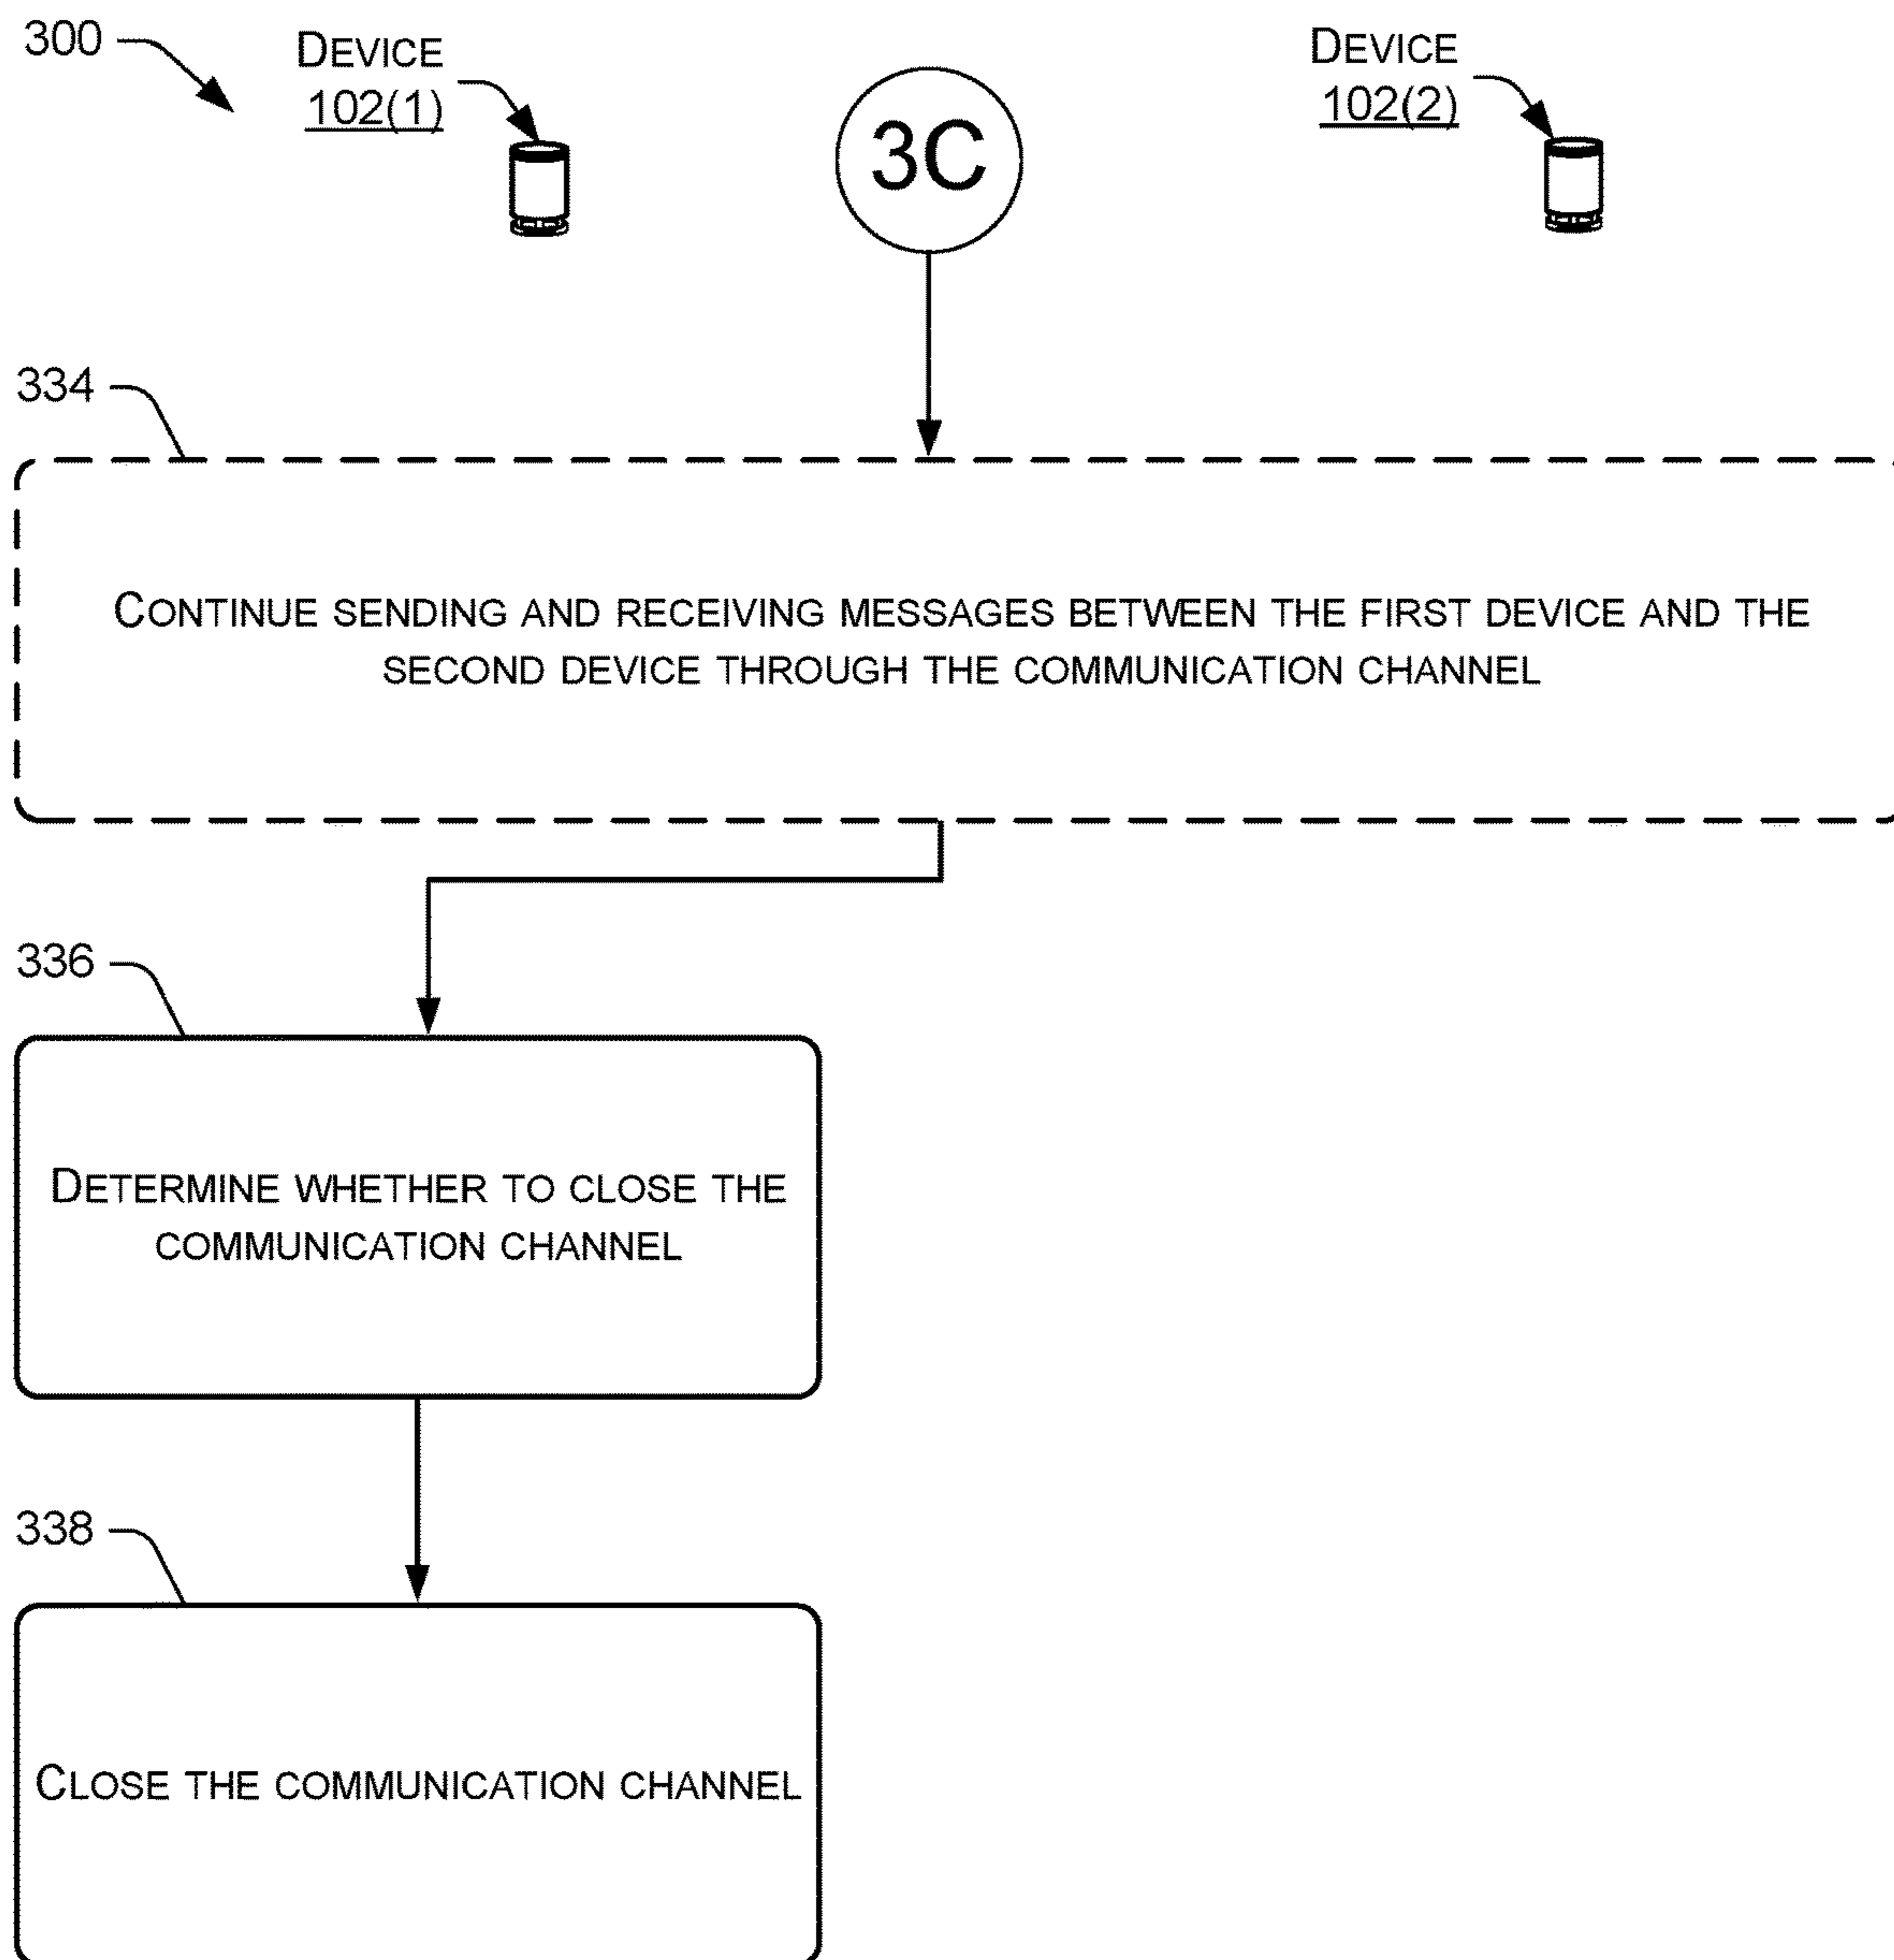 300
DEVICE
102(1)
3C
DEVICE
102(2)
334
CONTINUE SENDING AND RECEIVING MESSAGES BETWEEN THE FIRST DEVICE AND THE
SECOND DEVICE THROUGH THE COMMUNICATION CHANNEL
336
DETERMINE WHETHER TO CLOSE THE
COMMUNICATION CHANNEL
338
CLOSE THE COMMUNICATION CHANNEL